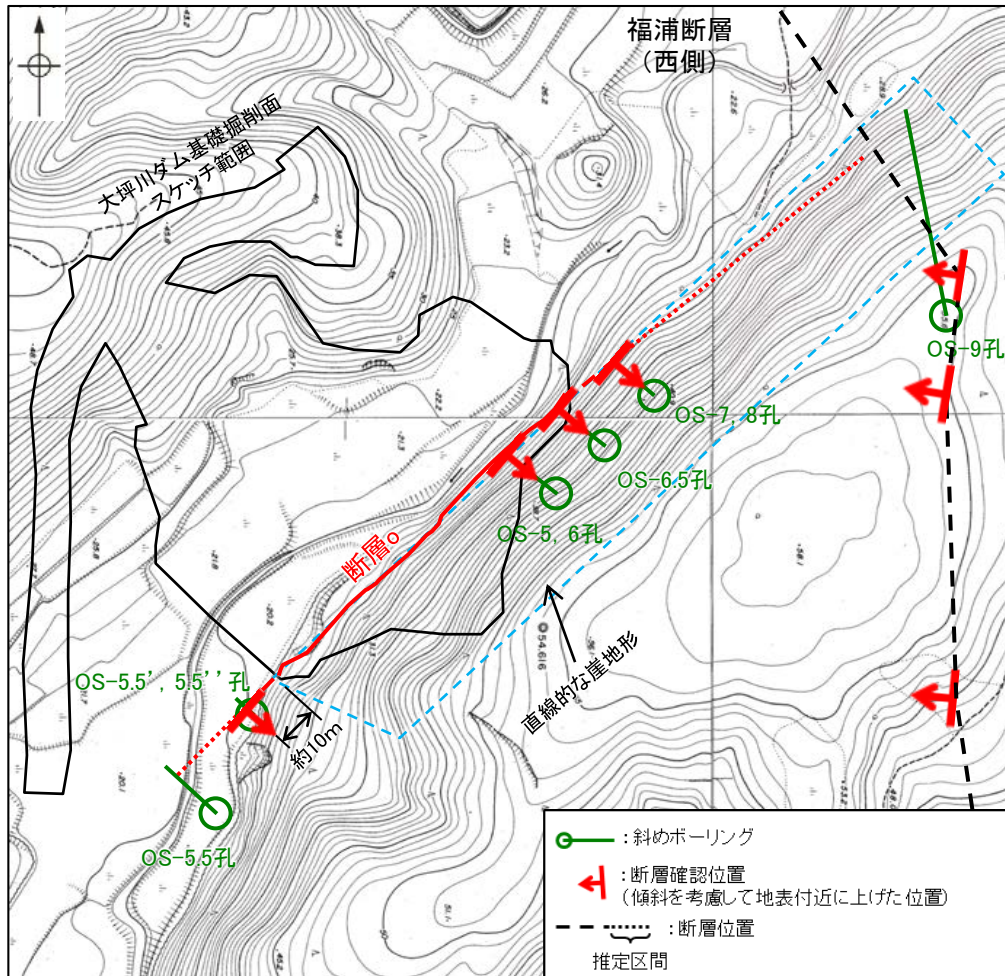 福浦断層
(西側)
大坪川ダム基礎掘削面
スケッチ範囲
OS-9孔
OS-7, 8孔
OS-6.5孔
OS-5, 6孔
断層o
直線的な崖地形
OS-5.5', 5.5''孔
約10m
OS-5.5孔
54.616
:斜めボーリング
:断層確認位置
(傾斜を考慮して地表付近に上げた位置)
:断層位置
推定区間